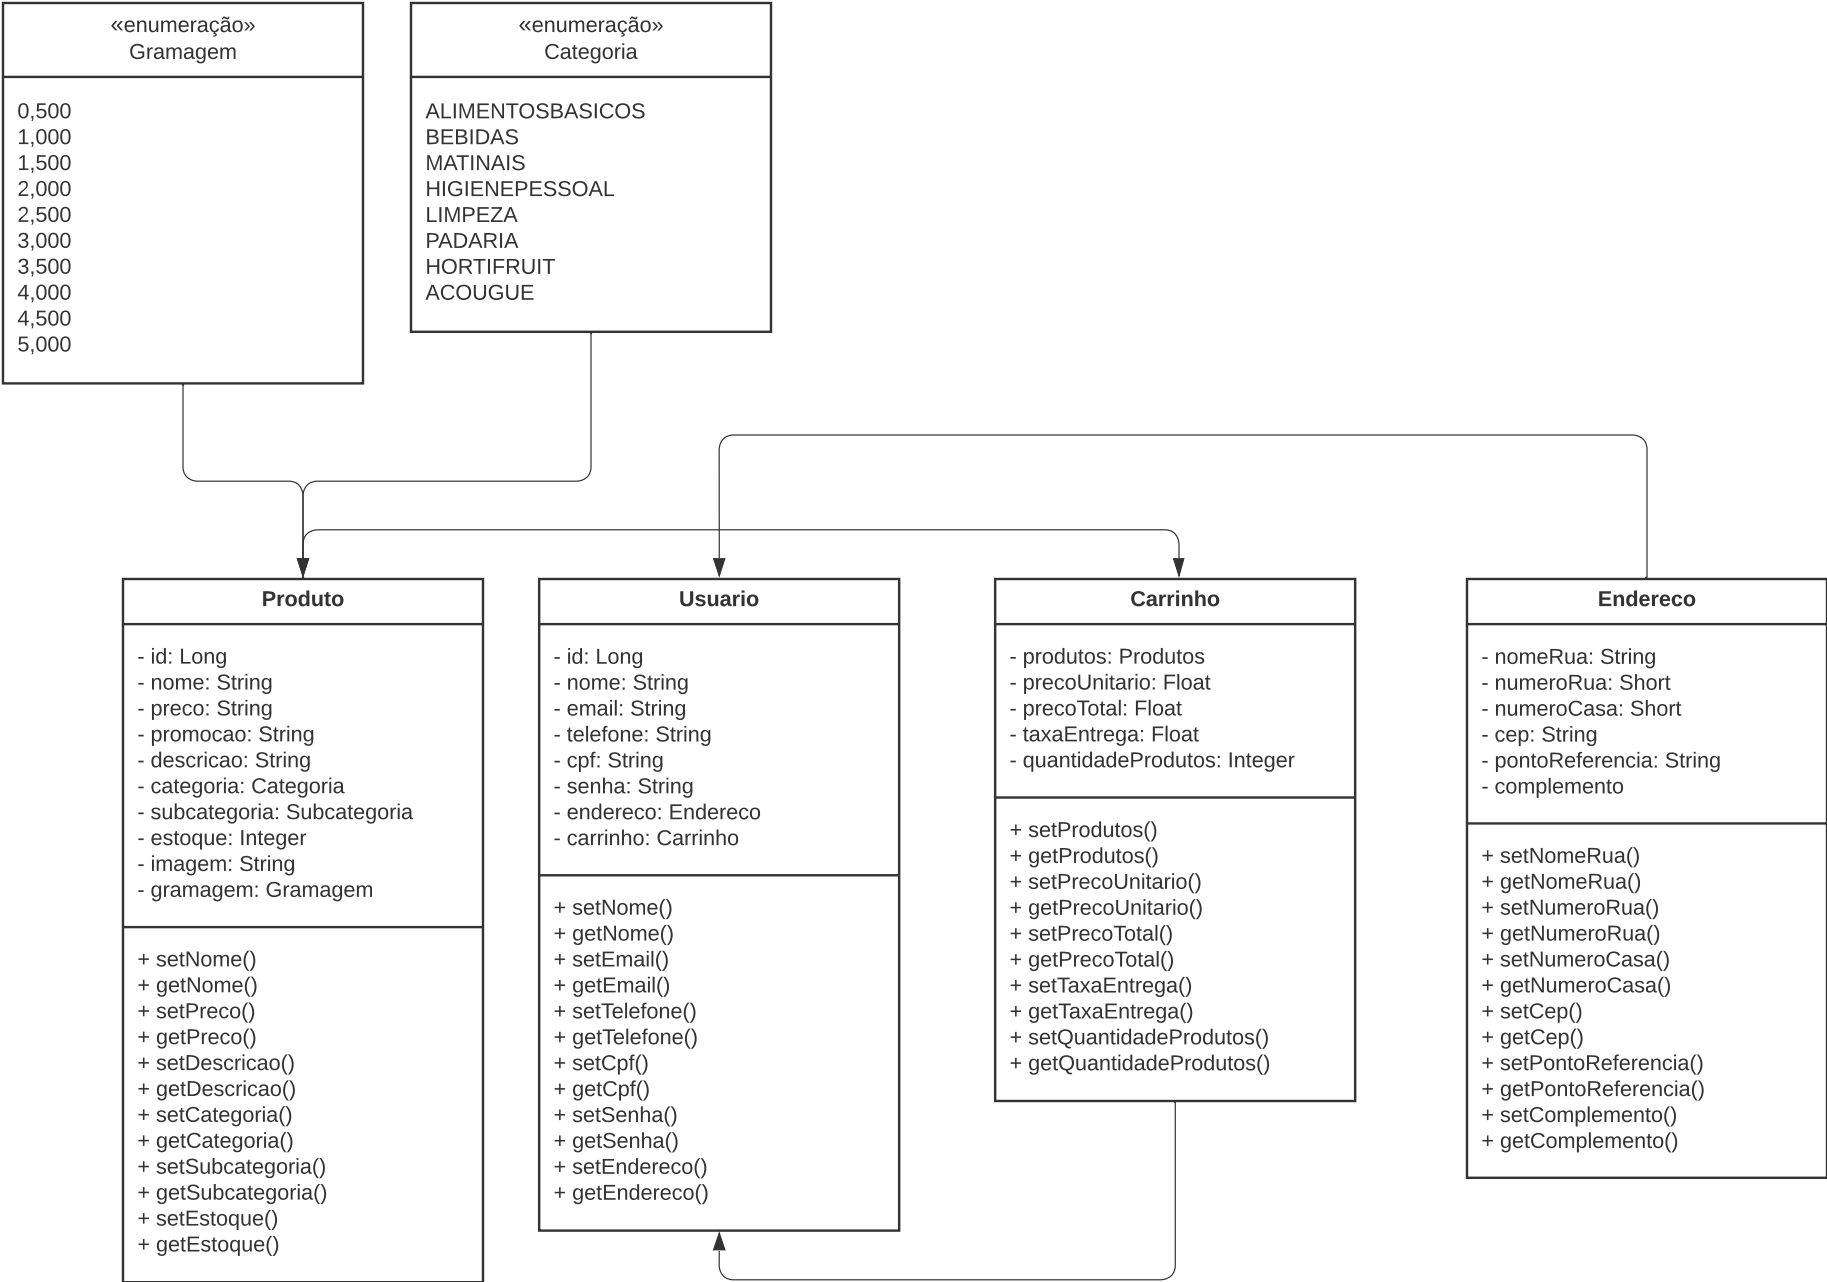 «enumeração»
Gramagem
0,500
1,000
1,500
2,000
2,500
3,000
3,500
4,000
4,500
5,000
«enumeração»
Categoria
ALIMENTOSBASICOS
BEBIDAS
MATINAIS
HIGIENEPESSOAL
LIMPEZA
PADARIA
HORTIFRUIT
ACOUGUE
Produto
- id: Long
- nome: String
- preco: String
- promocao: String
- descricao: String
- categoria: Categoria
- subcategoria: Subcategoria
- estoque: Integer
- imagem: String
- gramagem: Gramagem
+ setNome()
+ getNome()
+ setPreco()
+ getPreco()
+ setDescricao()
+ getDescricao()
+ setCategoria()
+ getCategoria()
+ setSubcategoria()
+ getSubcategoria()
+ setEstoque()
+ getEstoque()
Usuario
- id: Long
- nome: String
- email: String
- telefone: String
- cpf: String
- senha: String
- endereco: Endereco
- carrinho: Carrinho
+ setNome()
+ getNome()
+ setEmail()
+ getEmail()
+ setTelefone()
+ getTelefone()
+ setCpf()
+ getCpf()
+ setSenha()
+ getSenha()
+ setEndereco()
+ getEndereco()
Carrinho
- produtos: Produtos
- precoUnitario: Float
- precoTotal: Float
- taxaEntrega: Float
- quantidadeProdutos: Integer
+ setProdutos()
+ getProdutos()
+ setPrecoUnitario()
+ getPrecoUnitario()
+ setPrecoTotal()
+ getPrecoTotal()
+ setTaxaEntrega()
+ getTaxaEntrega()
+ setQuantidadeProdutos()
+ getQuantidadeProdutos()
Endereco
- nomeRua: String
- numeroRua: Short
- numeroCasa: Short
- cep: String
- pontoReferencia: String
- complemento
+ setNomeRua()
+ getNomeRua()
+ setNumeroRua()
+ getNumeroRua()
+ setNumeroCasa()
+ getNumeroCasa()
+ setCep()
+ getCep()
+ setPontoReferencia()
+ getPontoReferencia()
+ setComplemento()
+ getComplemento()